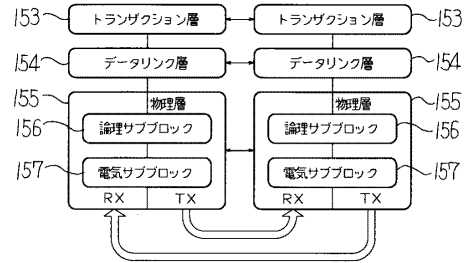 153 トランザクション層 トランザクション層 153
154 データリンク層 データリンク層 154
155 物理層 物理層 155
156 論理サブブロック 論理サブブロック 156
157 電気サブブロック 電気サブブロック 157
RX TX RX TX